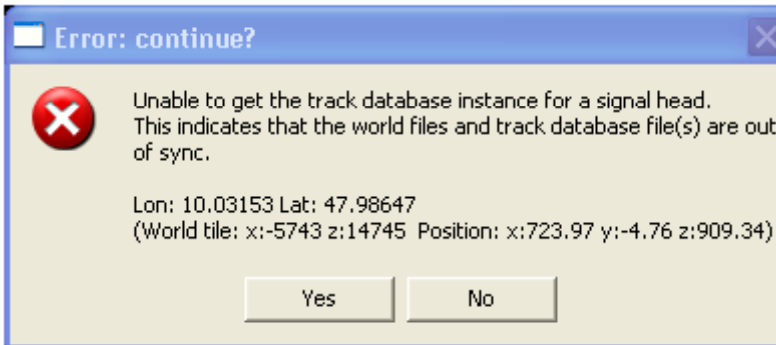 Error: continue?
Unable to get the track database instance for a signal head.
This indicates that the world files and track database file(s) are out
of sync.
Lon: 10.03153 Lat: 47.98647
(World tile: x:-5743 z:14745 Position: x:723.97 y:-4.76 z:909.34)
Yes No